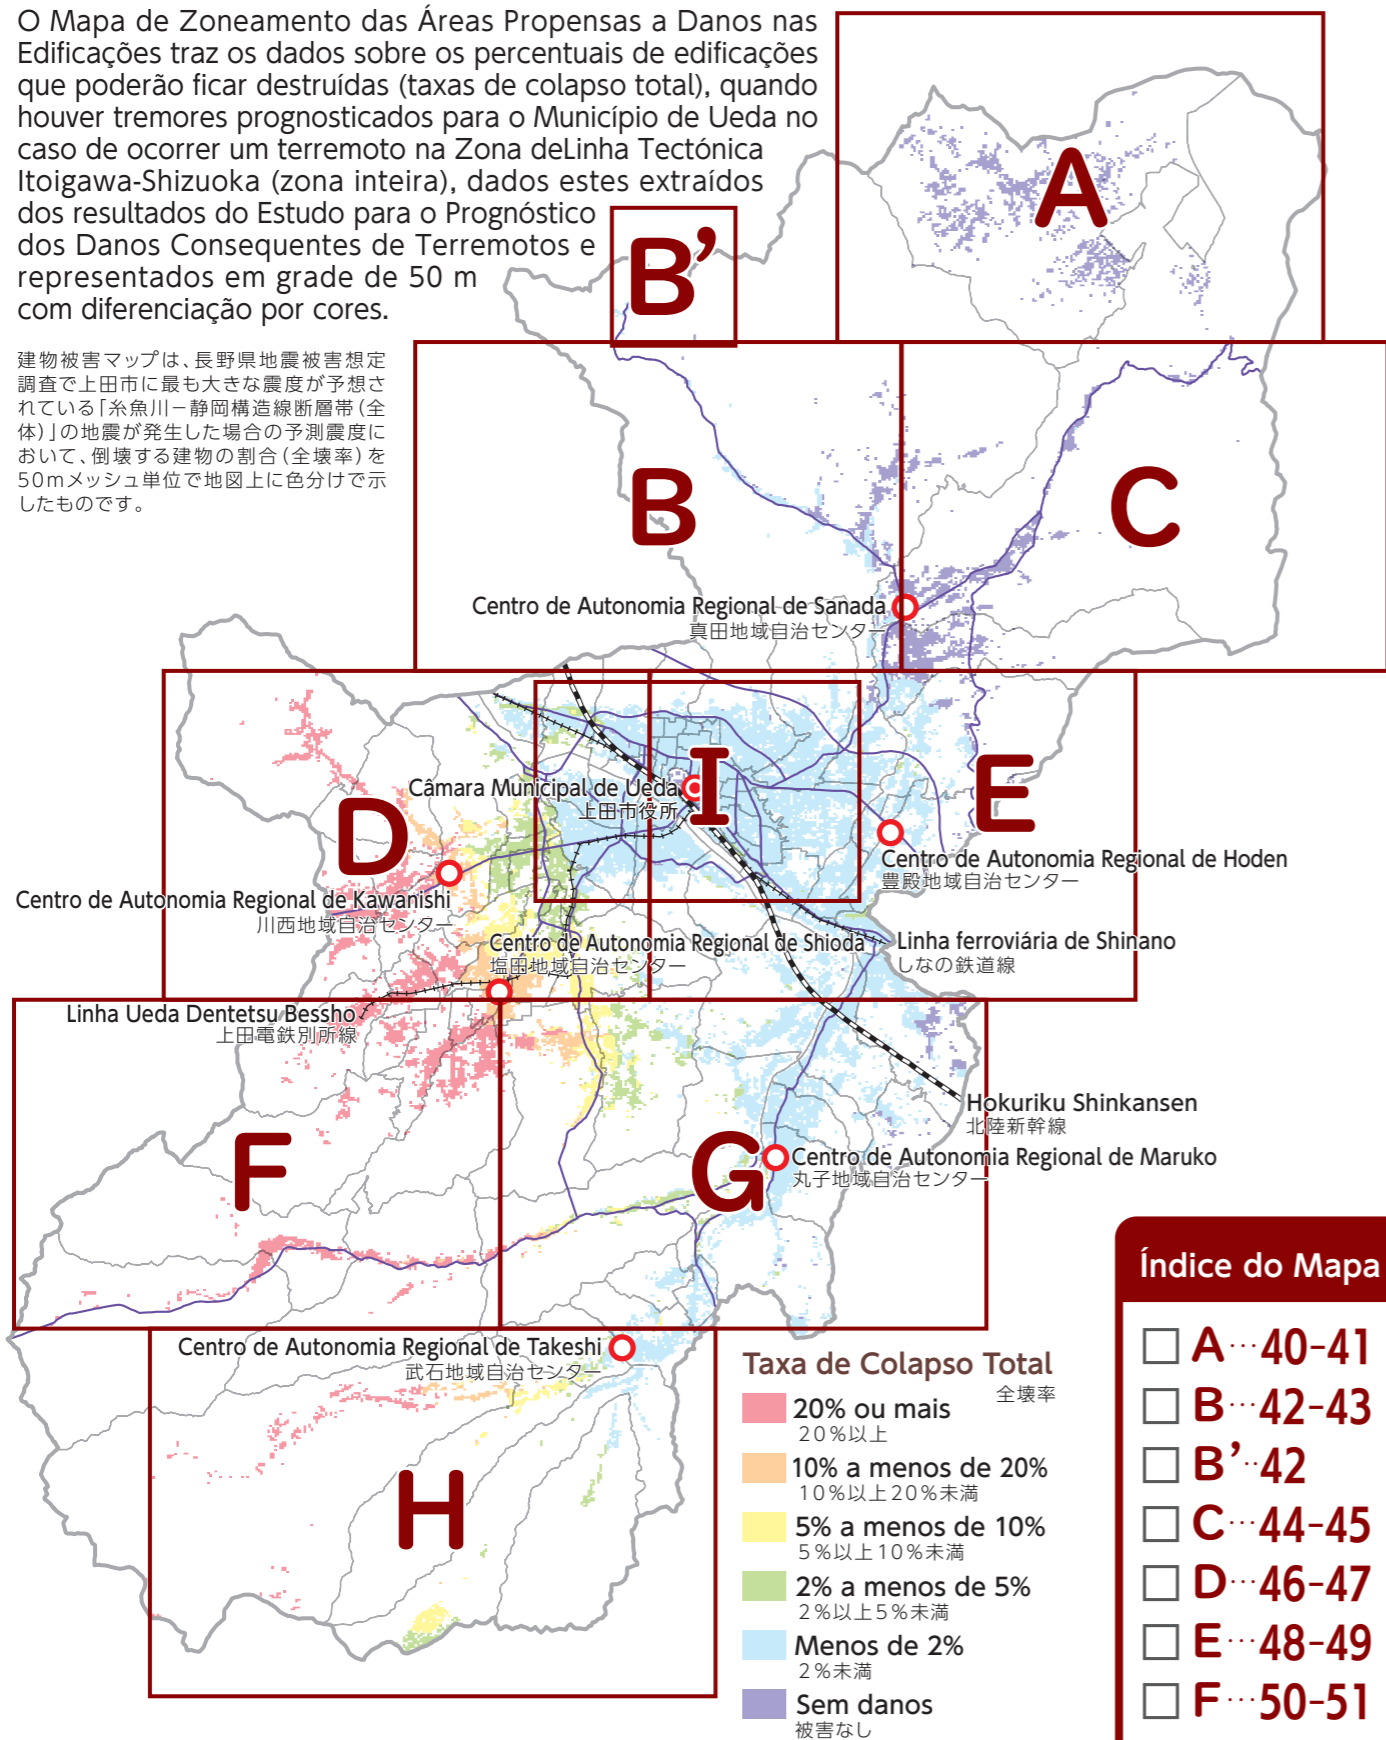 O Mapa de Zoneamento das Áreas Propensas a Danos nas
Edificações traz os dados sobre os percentuais de edificações
que poderão ficar destruídas (taxas de colapso total), quando
houver tremores prognosticados para o Município de Ueda no
caso de ocorrer um terremoto na Zona deLinha Tectónica
Itoigawa-Shizuoka (zona inteira), dados estes extraídos
dos resultados do Estudo para o Prognóstico
dos Danos Consequentes de Terremotos e
representados em grade de 50 m
com diferenciação por cores.
建物被害マップは、長野県地震被害想定
調査で上田市に最も大きな震度が予想さ
れている「糸魚川－静岡構造線断層帯(全
体)」の地震が発生した場合の予測震度に
おいて、倒壊する建物の割合(全壊率)を
50mメッシュ単位で地図上に色分けで示
したものです。
A
B’
B
C
Centro de Autonomia Regional de Sanada
真田地域自治センター
I
E
D
Câmara Municipal de Ueda
上田市役所
Centro de Autonomia Regional de Hoden
豊殿地域自治センター
Centro de Autonomia Regional de Kawanishi
川西地域自治センター
Centro de Autonomia Regional de Shioda
塩田地域自治センター
Linha ferroviária de Shinano
しなの鉄道線
Linha Ueda Dentetsu Bessho
上田電鉄別所線
Hokuriku Shinkansen
北陸新幹線
F
G
Centro de Autonomia Regional de Maruko
丸子地域自治センター
Centro de Autonomia Regional de Takeshi
武石地域自治センター
H
Taxa de Colapso Total
全壊率
20% ou mais
20%以上
10% a menos de 20%
10%以上20%未満
5% a menos de 10%
5%以上10%未満
2% a menos de 5%
2%以上5%未満
Menos de 2%
2%未満
Sem danos
被害なし
Índice do Mapa
A…40-41
B…42-43
B’‥42
C…44-45
D…46-47
E…48-49
F…50-51